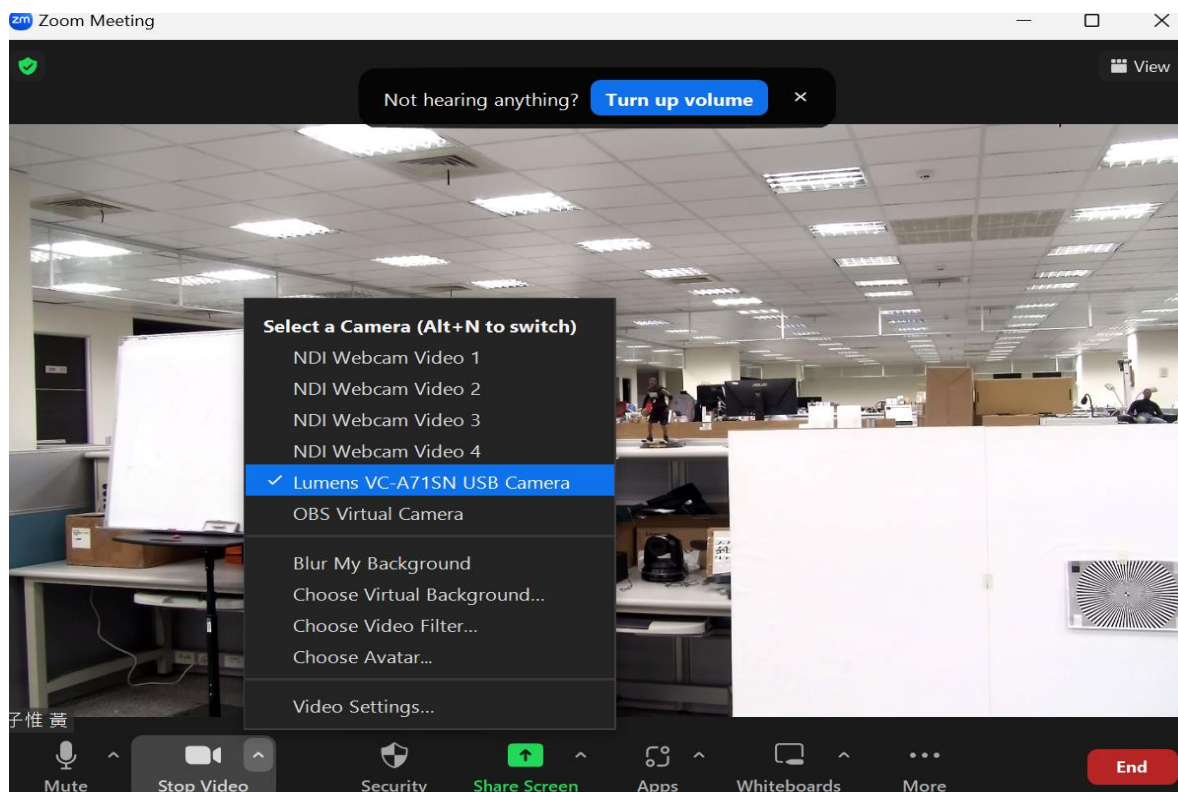 zm Zoom Meeting
View
Not hearing anything? Turn up volume
Select a Camera (Alt+N to switch)
NDI Webcam Video 1
NDI Webcam Video 2
NDI Webcam Video 3
NDI Webcam Video 4
Lumens VC-A71SN USB Camera
OBS Virtual Camera
Blur My Background
Choose Virtual Background...
Choose Video Filter...
Choose Avatar...
Video Settings...
子惟 黃
Mute
Stop Video
Security
Share Screen
Apps
Whiteboards
More
End